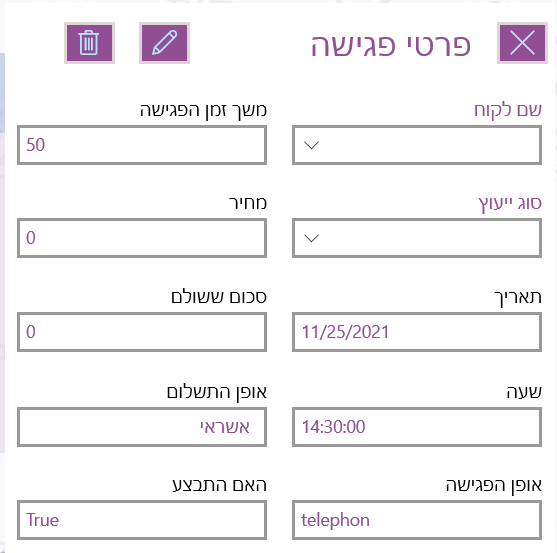 פרטי פגישה
שם לקוח
משך זמן הפגישה
50
סוג ייעוץ
מחיר
0
תאריך
סכום ששולם
11/25/2021
0
שעה
אופן התשלום
14:30:00
אשראי
אופן הפגישה
האם התבצע
telephon
True